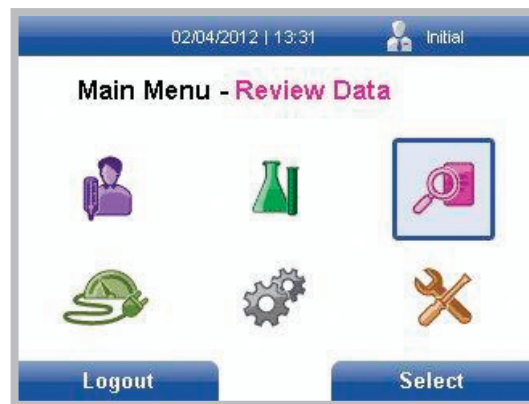 02/04/2012 | 13:31 Initial
Main Menu - Review Data
Logout Select